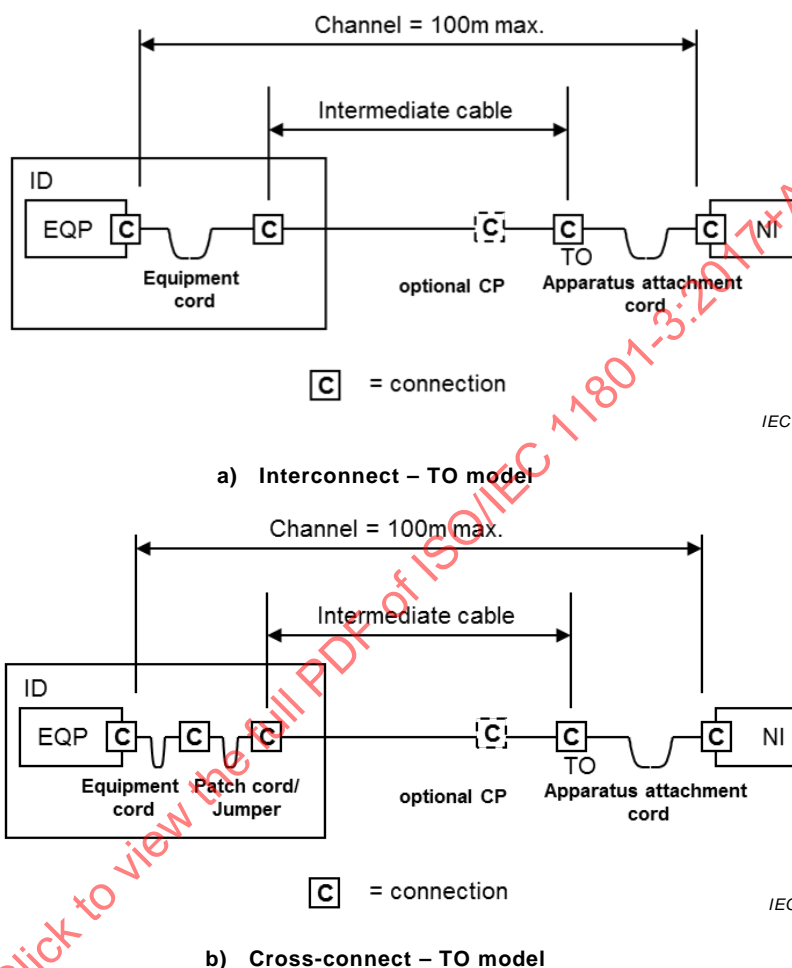 Channel = 100m max.
Intermediate cable
ID
EQP C C C C C NI
TO
Equipment
cord
optional CP
Apparatus attachment
cord
C = connection
IEC
a) Interconnect – TO model
Channel = 100m max.
Intermediate cable
ID
EQP C C C C C C NI
TO
Equipment
cord
Patch cord/
Jumper
optional CP
Apparatus attachment
cord
C = connection
IEC
b) Cross-connect – TO model
Click to view the full PDF of ISO/IEC 11801-3:2017+A